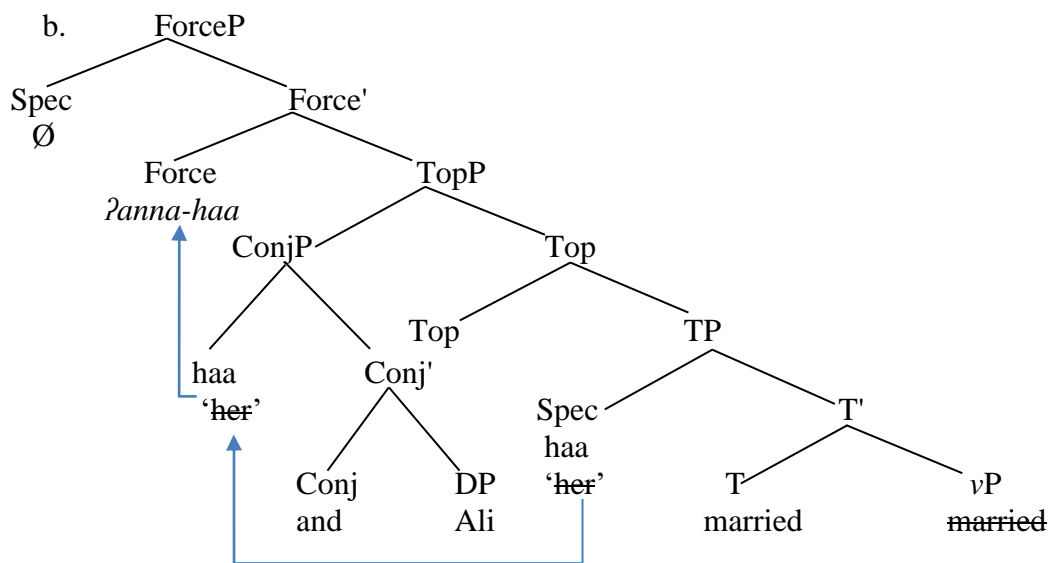 b. ForceP
Spec Force'
Ø
Force TopP
ʔanna-haa
ConjP Top
Top TP
haa Conj' Spec T'
‘her’ haa
Conj DP ‘her’ T vP
and Ali married married